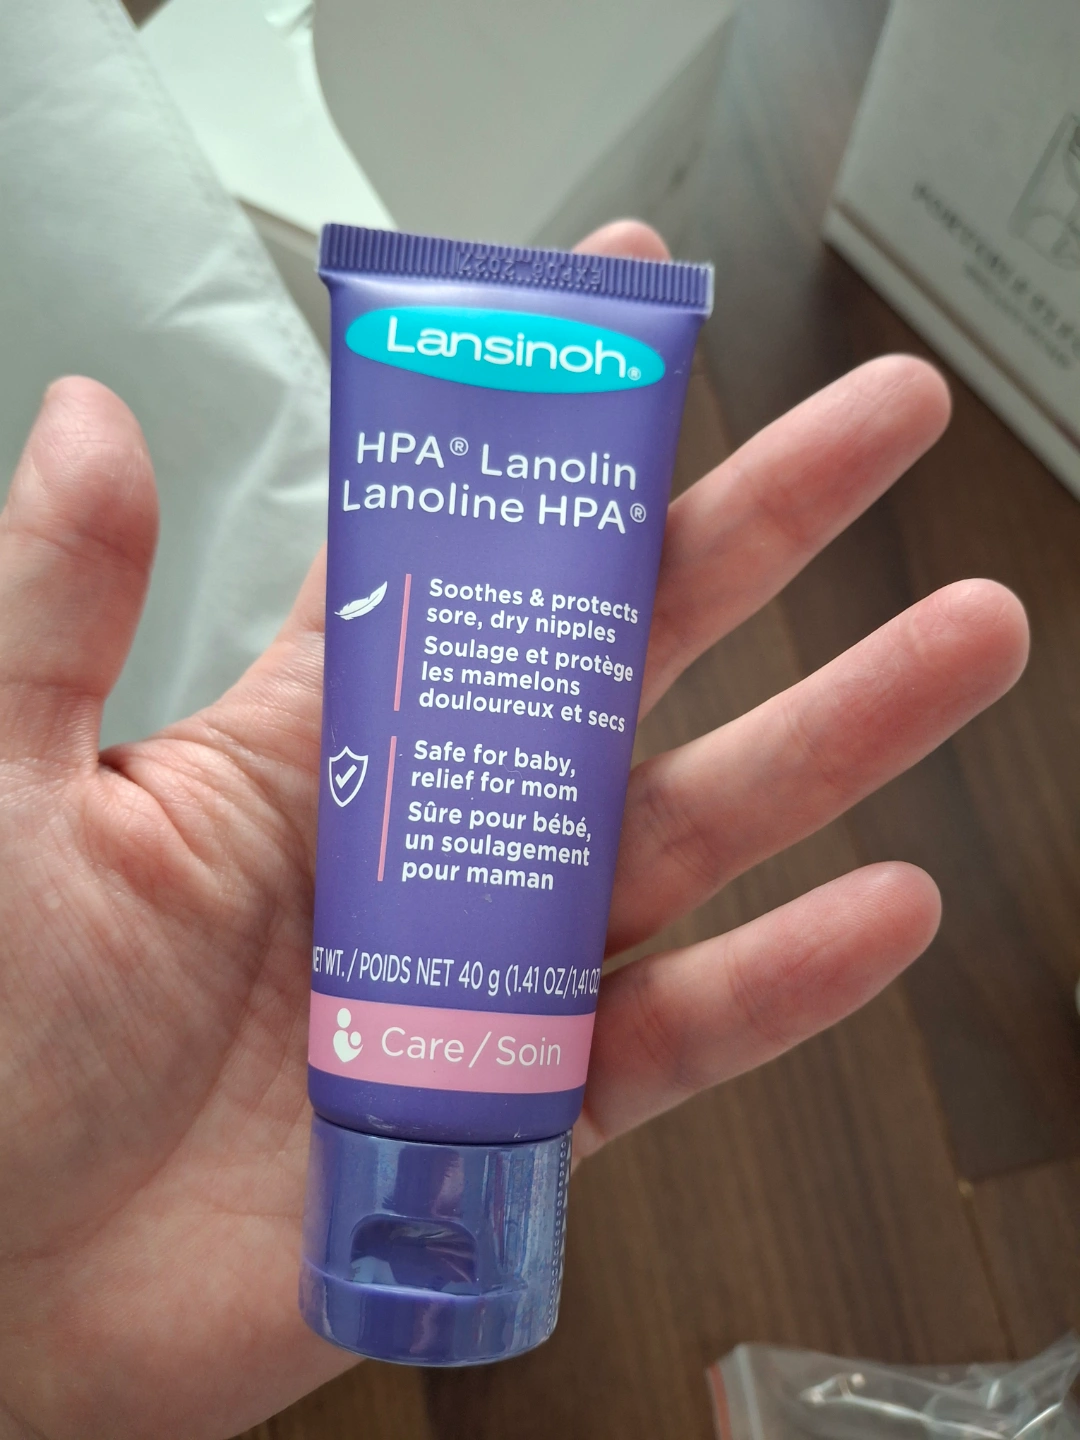 EXP06 2027
Lansinoh®
HPA® Lanolin
Lanoline HPA®
Soothes & protects
sore, dry nipples
Soulage et protège
les mamelons
douloureux et secs
Safe for baby,
relief for mom
Sûre pour bébé,
un soulagement
pour maman
NET WT. / POIDS NET 40 g (1.41 OZ/1,41 OZ)
Care / Soin